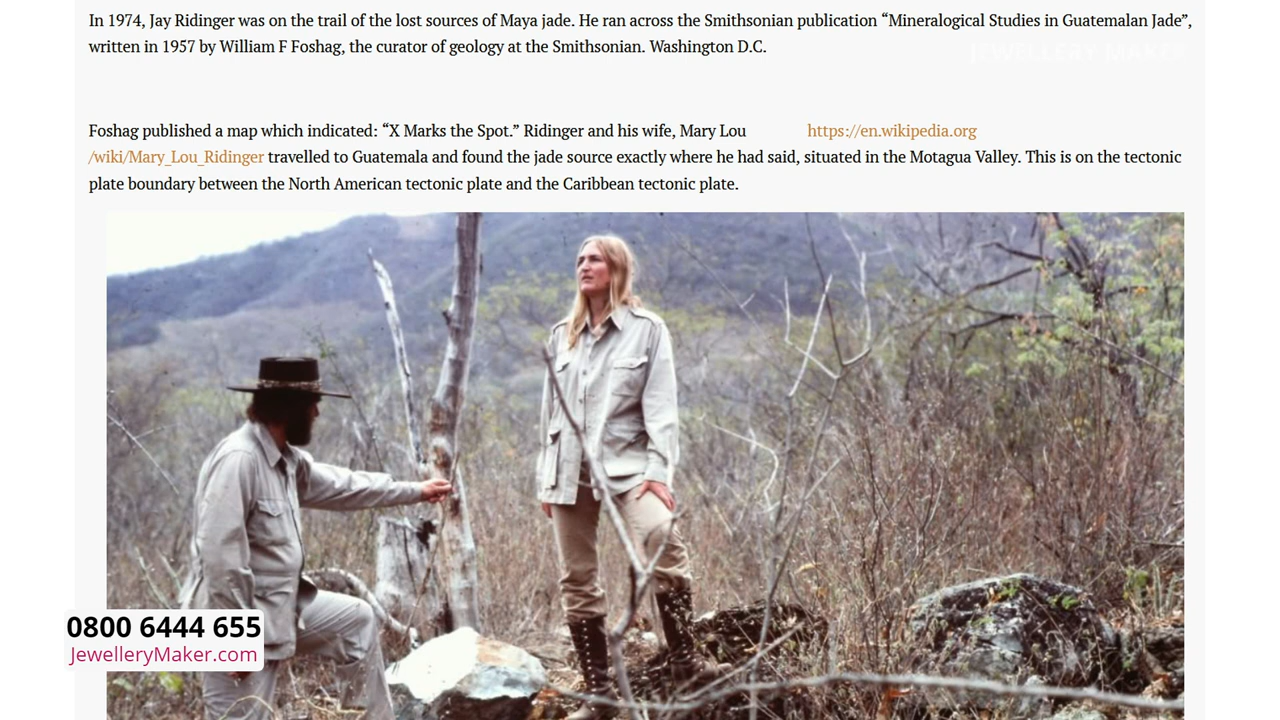 In 1974, Jay Ridinger was on the trail of the lost sources of Maya jade. He ran across the Smithsonian publication “Mineralogical Studies in Guatemalan Jade”,
written in 1957 by William F Foshag, the curator of geology at the Smithsonian. Washington D.C.
JEWELLERY MAKER
Foshag published a map which indicated: “X Marks the Spot.” Ridinger and his wife, Mary Lou https://en.wikipedia.org
/wiki/Mary_Lou_Ridinger travelled to Guatemala and found the jade source exactly where he had said, situated in the Motagua Valley. This is on the tectonic
plate boundary between the North American tectonic plate and the Caribbean tectonic plate.
0800 6444 655
JewelleryMaker.com